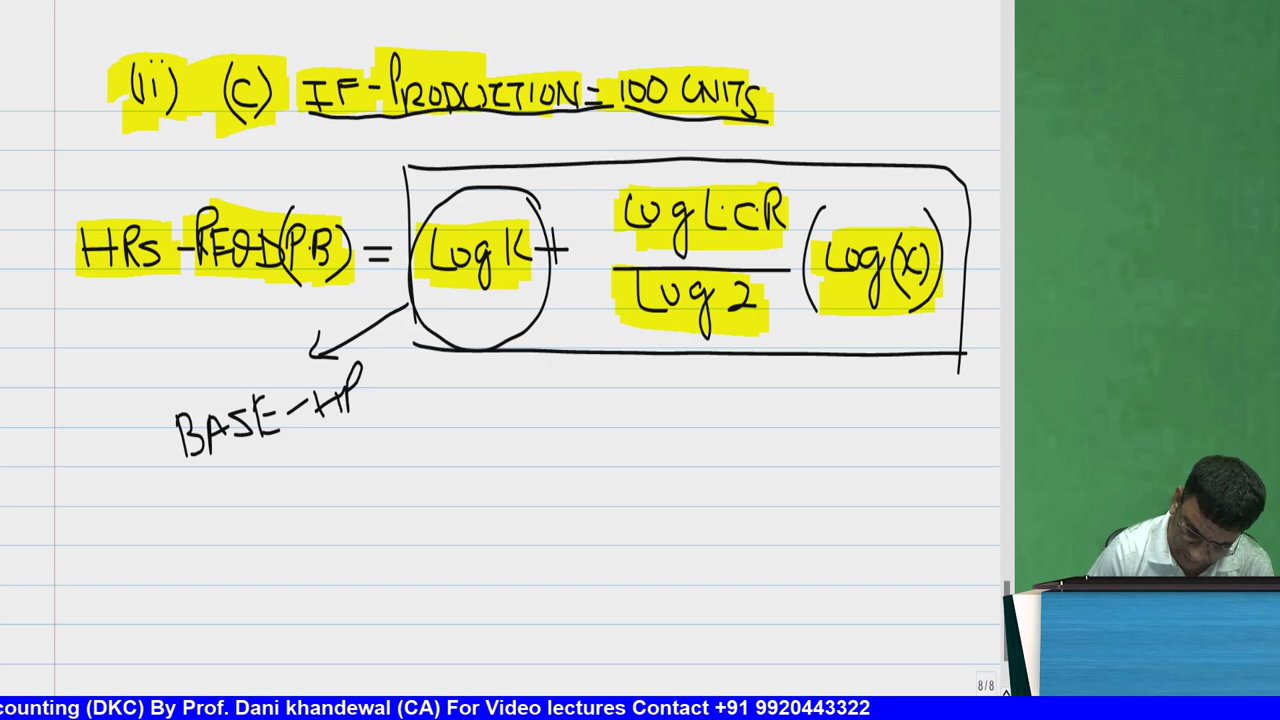 (ii) (C) IF - PRODUCTION = 100 UNITS
HRs - REQD (P.B) = Log K + Log L.C.R / Log 2 (Log(x))
BASE - HP
8/8
counting (DKC) By Prof. Dani khandewal (CA) For Video lectures Contact +91 9920443322